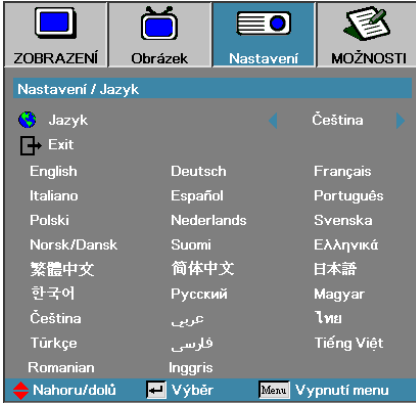 ZOBRAZENÍ Obrázek Nastavení MOŽNOSTI
Nastavení / Jazyk
Jazyk Čeština
Exit
English Deutsch Français
Italiano Español Português
Polski Nederlands Svenska
Norsk/Dansk Suomi Ελληνικά
繁體中文 简体中文 日本語
한국어 Русский Magyar
Čeština عربي ไทย
Türkçe فارسی Tiếng Việt
Romanian Inggris
Nahoru/dolů Výběr Menu Vypnutí menu